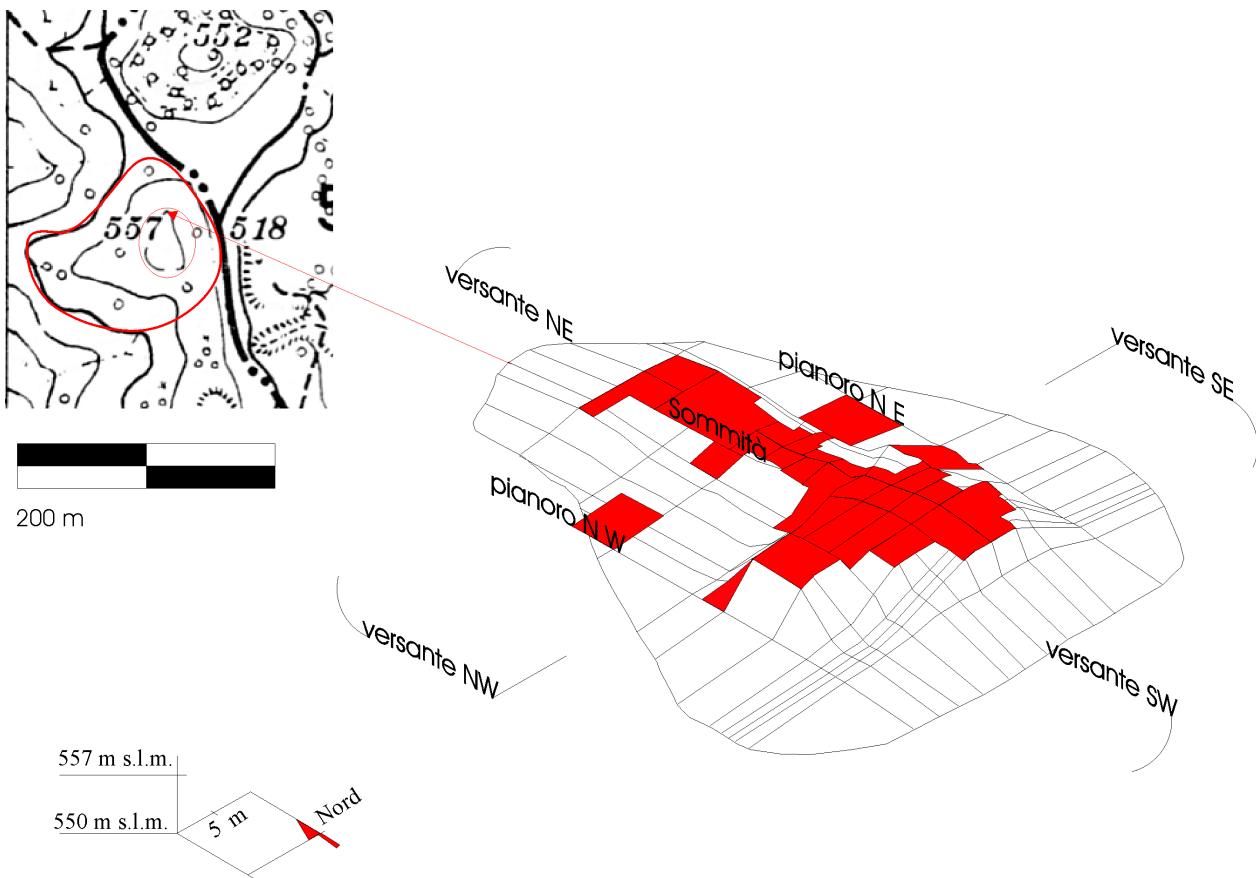 552
557
518
200 m
versante NE
versante SE
pianoro N E
Sommità
pianoro N W
versante NW
versante SW
557 m s.l.m.
550 m s.l.m.
5 m
Nord